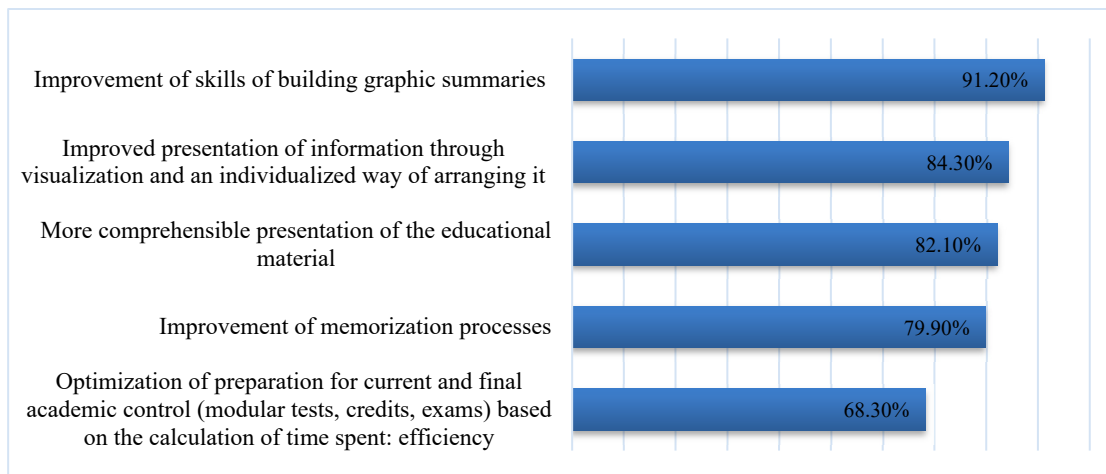 Improvement of skills of building graphic summaries
91.20%
Improved presentation of information through
visualization and an individualized way of arranging it
84.30%
More comprehensible presentation of the educational
material
82.10%
Improvement of memorization processes
79.90%
Optimization of preparation for current and final
academic control (modular tests, credits, exams) based
on the calculation of time spent: efficiency
68.30%